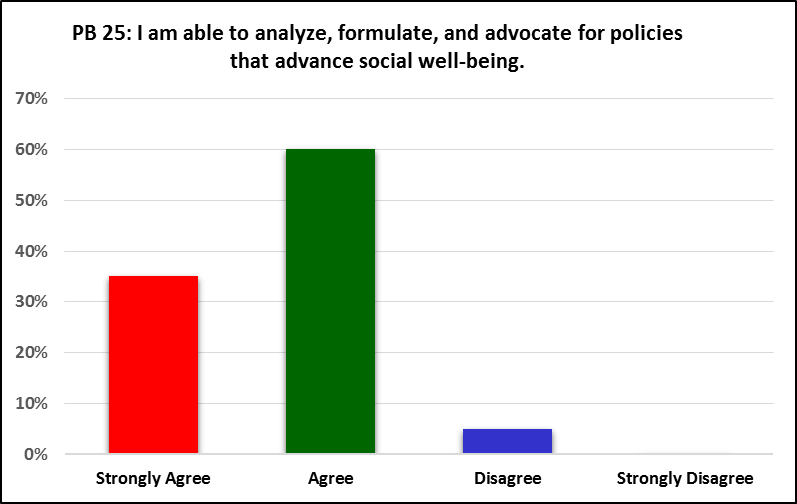 PB 25: I am able to analyze, formulate, and advocate for policies
that advance social well-being.
70%
60%
50%
40%
30%
20%
10%
0%
Strongly Agree
Agree
Disagree
Strongly Disagree